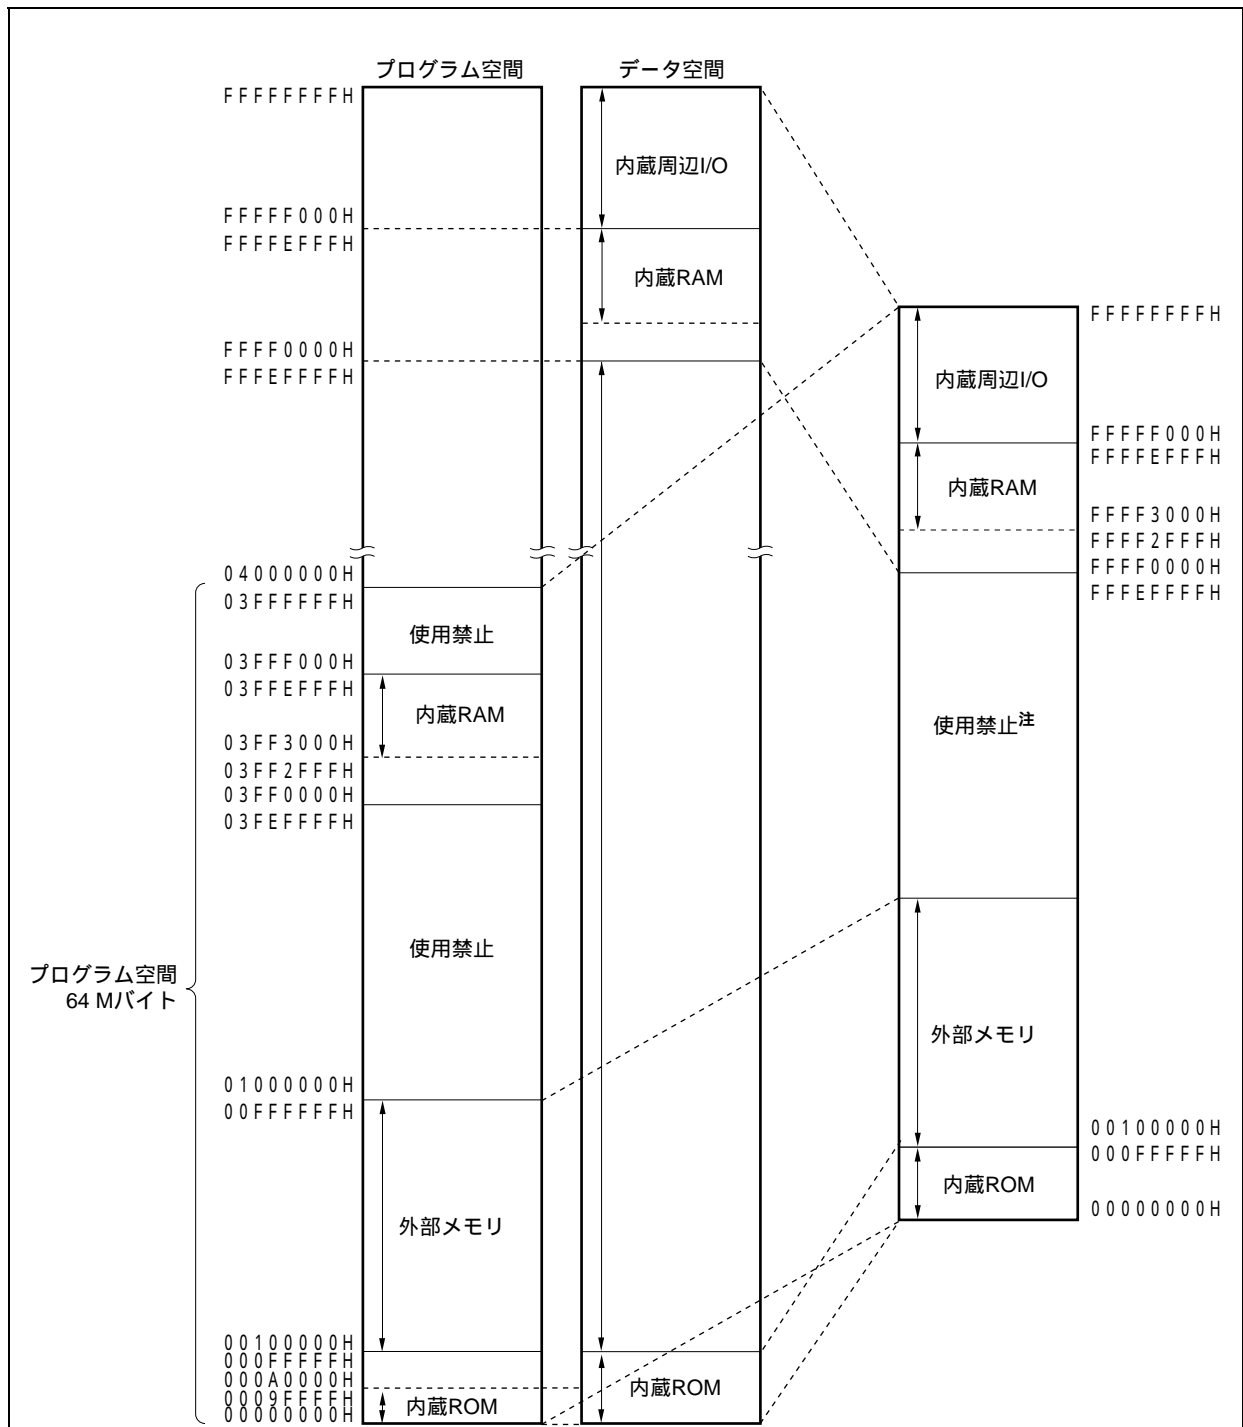 プログラム空間
データ空間
FFFFFFFFH
内蔵周辺I/O
FFFFF000H
FFFFEFFFH
内蔵RAM
FFFF0000H
FFFEFFFFH
04000000H
03FFFFFFH
使用禁止
03FFF000H
03FFEFFFH
内蔵RAM
03FF3000H
03FF2FFFH
03FF0000H
03FEFFFFH
使用禁止
プログラム空間
64 Mバイト
01000000H
00FFFFFFH
外部メモリ
00100000H
000FFFFFH
000A0000H
0009FFFFH
00000000H
内蔵ROM
内蔵ROM
FFFFFFFFH
内蔵周辺I/O
FFFFF000H
FFFFEFFFH
内蔵RAM
FFFF3000H
FFFF2FFFH
FFFF0000H
FFFEFFFFH
使用禁止注
外部メモリ
00100000H
000FFFFFH
内蔵ROM
00000000H